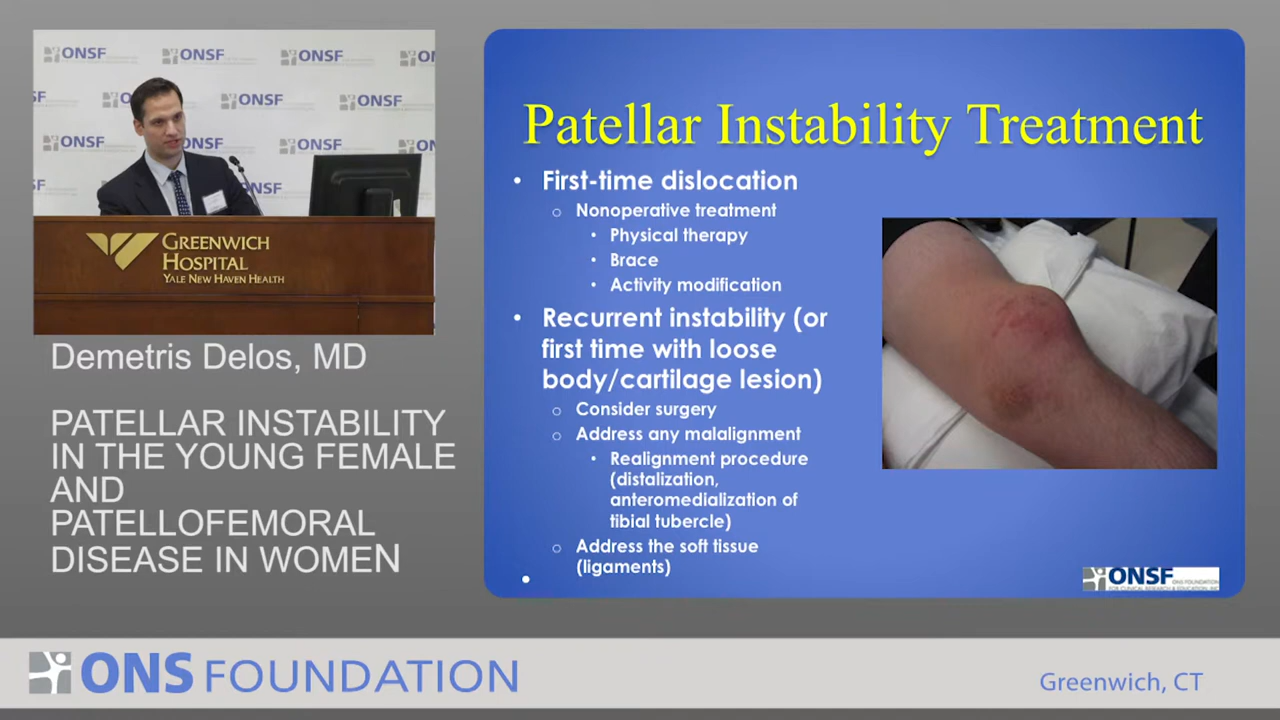 ONSF
ONSF
ONSF
ONSF
ONSF
ONSF
ONSF
ONSF
GREENWICH
HOSPITAL
YALE NEW HAVEN HEALTH
Demetris Delos, MD
PATELLAR INSTABILITY
IN THE YOUNG FEMALE
AND
PATELLOFEMORAL
DISEASE IN WOMEN
Patellar Instability Treatment
• First-time dislocation
o Nonoperative treatment
• Physical therapy
• Brace
• Activity modification
• Recurrent instability (or
first time with loose
body/cartilage lesion)
o Consider surgery
o Address any malalignment
• Realignment procedure
(distalization,
anteromedialization of
tibial tubercle)
o Address the soft tissue
(ligaments)
•
ONSF
ONS FOUNDATION
Greenwich, CT